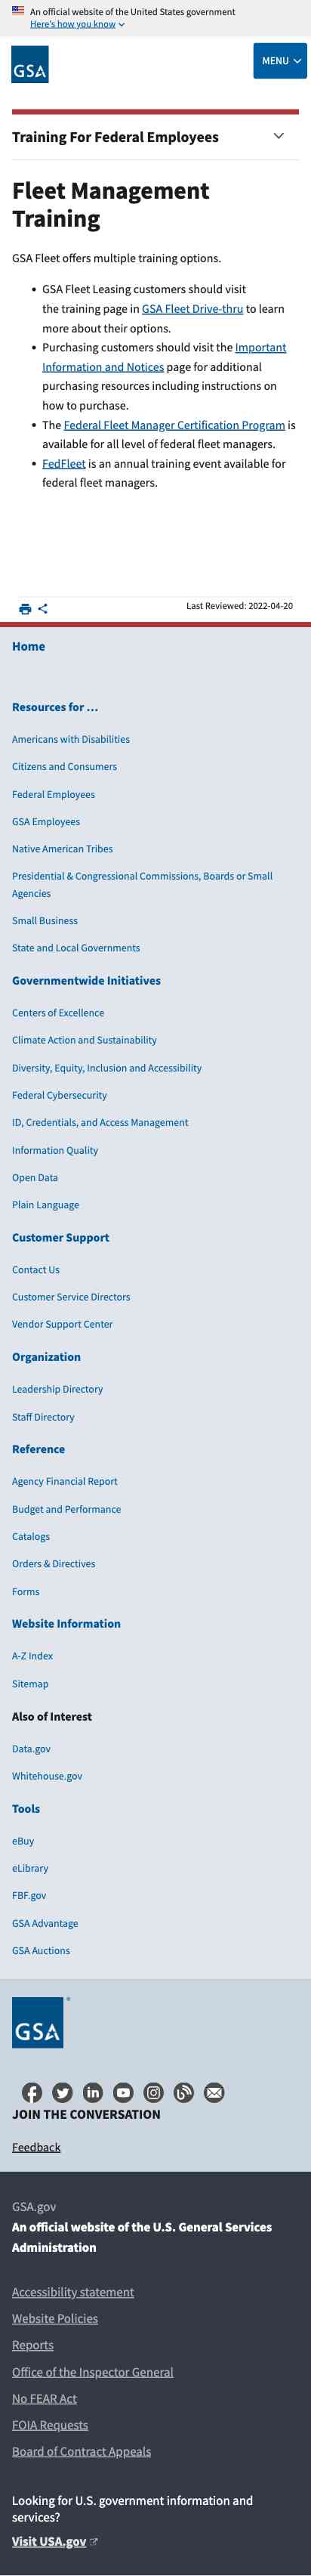 An official website of the United States government
Here's how you know
GSA
MENU
Training For Federal Employees
Fleet Management
Training
GSA Fleet offers multiple training options.
• GSA Fleet Leasing customers should visit
the training page in GSA Fleet Drive-thru to learn
more about their options.
• Purchasing customers should visit the Important
Information and Notices page for additional
purchasing resources including instructions on
how to purchase.
• The Federal Fleet Manager Certification Program is
available for all level of federal fleet managers.
• FedFleet is an annual training event available for
federal fleet managers.
Last Reviewed: 2022-04-20
Home
Resources for …
Americans with Disabilities
Citizens and Consumers
Federal Employees
GSA Employees
Native American Tribes
Presidential & Congressional Commissions, Boards or Small
Agencies
Small Business
State and Local Governments
Governmentwide Initiatives
Centers of Excellence
Climate Action and Sustainability
Diversity, Equity, Inclusion and Accessibility
Federal Cybersecurity
ID, Credentials, and Access Management
Information Quality
Open Data
Plain Language
Customer Support
Contact Us
Customer Service Directors
Vendor Support Center
Organization
Leadership Directory
Staff Directory
Reference
Agency Financial Report
Budget and Performance
Catalogs
Orders & Directives
Forms
Website Information
A-Z Index
Sitemap
Also of Interest
Data.gov
Whitehouse.gov
Tools
eBuy
eLibrary
FBF.gov
GSA Advantage
GSA Auctions
GSA ®
JOIN THE CONVERSATION
Feedback
GSA.gov
An official website of the U.S. General Services
Administration
Accessibility statement
Website Policies
Reports
Office of the Inspector General
No FEAR Act
FOIA Requests
Board of Contract Appeals
Looking for U.S. government information and
services?
Visit USA.gov